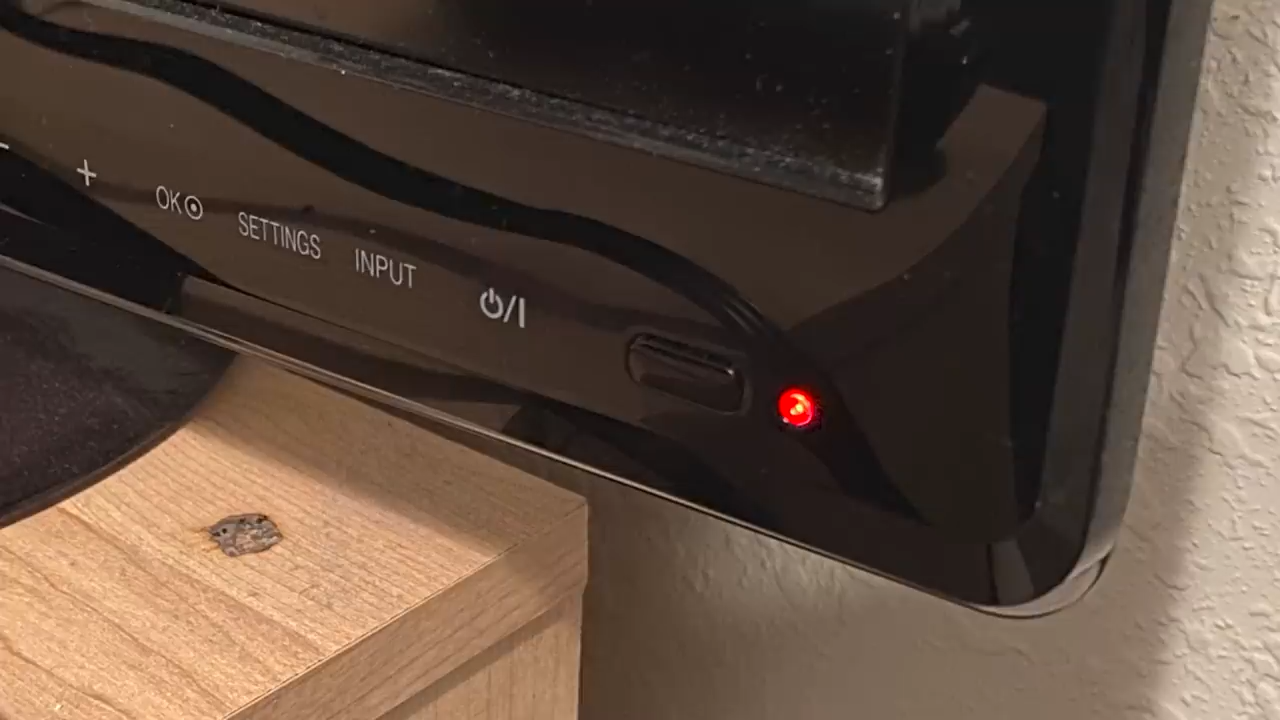 - + OK⊙ SETTINGS INPUT ⏻/I